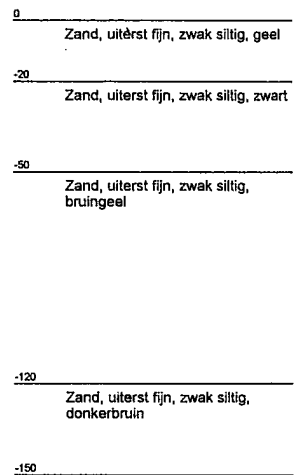 0
Zand, uiterst fijn, zwak siltig, geel
-20
Zand, uiterst fijn, zwak siltig, zwart
-50
Zand, uiterst fijn, zwak siltig,
bruingeel
-120
Zand, uiterst fijn, zwak siltig,
donkerbruin
-150